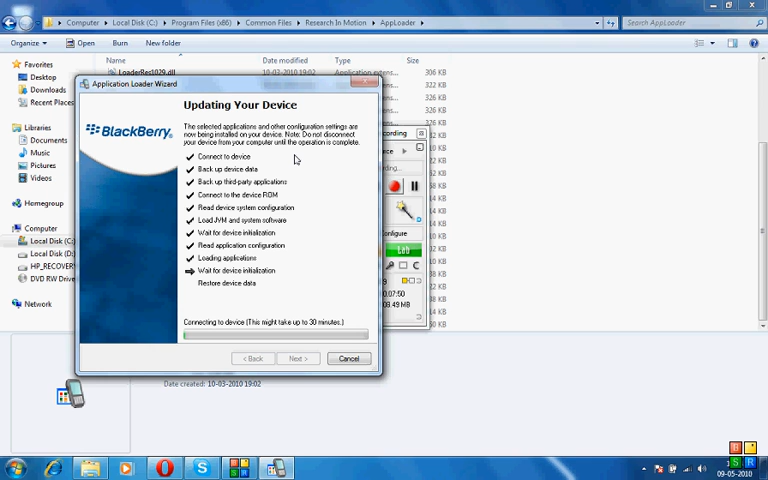 Computer ▸ Local Disk (C:) ▸ Program Files (x86) ▸ Common Files ▸ Research In Motion ▸ AppLoader ▸
Search AppLoader
Organize ▾ Open Burn New folder
Favorites
Desktop
Downloads
Recent Places
Libraries
Documents
Music
Pictures
Videos
Homegroup
Computer
Local Disk (C:)
Local Disk (D:)
HP_RECOVERY
DVD RW Drive
Network
Name Date modified Type Size
LoaderRec1029.dll 10-03-2010 19:02 Application exten... 306 KB
322 KB
326 KB
Application Loader Wizard
Updating Your Device
BlackBerry
The selected applications and other configuration settings are
now being installed on your device. Note: Do not disconnect
your device from your computer until the operation is complete.
Connect to device
Back up device data
Back up third-party applications
Connect to the device ROM
Read device system configuration
Load JVM and system software
Wait for device initialization
Read application configuration
Loading applications
Wait for device initialization
Restore device data
Connecting to device (This might take up to 30 minutes.)
< Back Next > Cancel
cording
onfigure
Lab
Date created: 10-03-2010 19:02
S R
09-05-2010